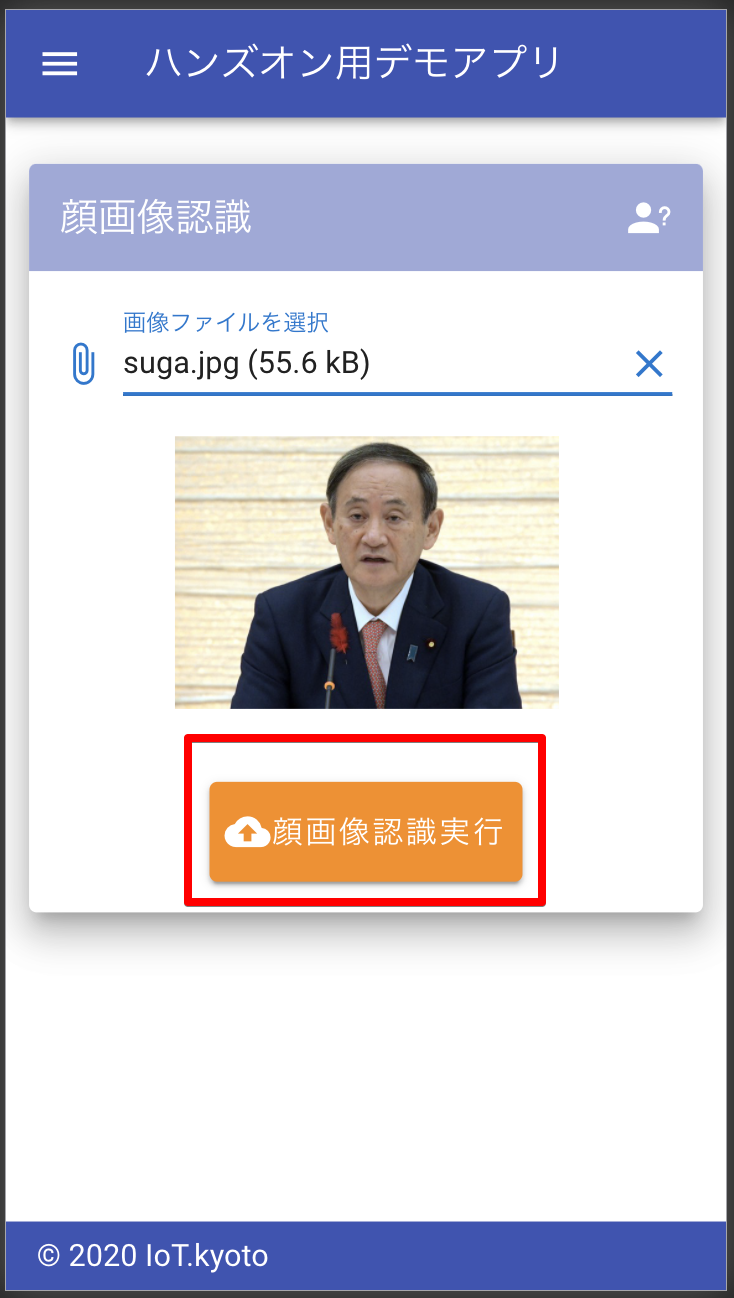 ハンズオン用デモアプリ
顔画像認識
画像ファイルを選択
suga.jpg (55.6 kB)
顔画像認識実行
© 2020 IoT.kyoto